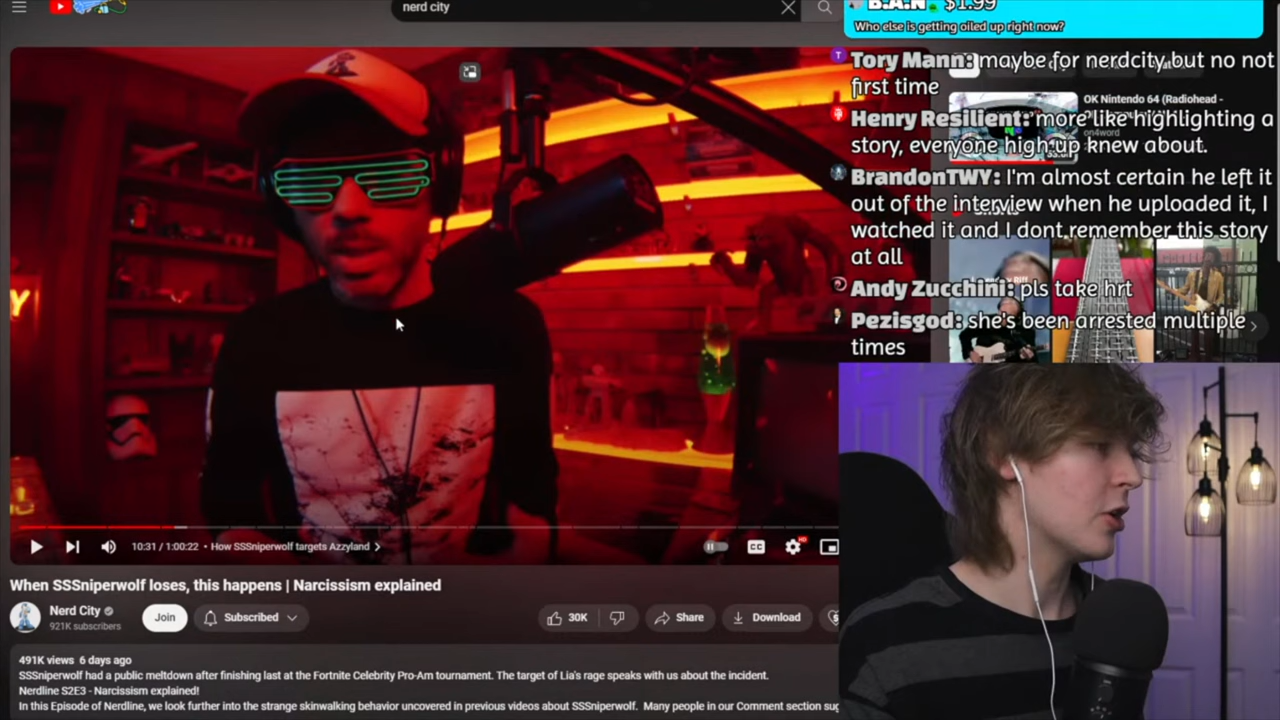 nerd city
B.A.N $1.99
Who else is getting oiled up right now?
Tory Mann: maybe for nerdcity but no not
first time
OK Nintendo 64 (Radiohead -
on4word
Henry Resilient: more like highlighting a
story, everyone high up knew about.
BrandonTWY: I'm almost certain he left it
out of the interview when he uploaded it, I
watched it and I dont remember this story
at all
Andy Zucchini: pls take hrt
Pezisgod: she's been arrested multiple
times
10:31 / 1:00:22 • How SSSniperwolf targets Azzyland
CC
HD
When SSSniperwolf loses, this happens | Narcissism explained
Nerd City
921K subscribers
Join
Subscribed
30K
Share
Download
491K views 6 days ago
SSSniperwolf had a public meltdown after finishing last at the Fortnite Celebrity Pro-Am tournament. The target of Lia's rage speaks with us about the incident.
Nerdline S2E3 - Narcissism explained!
In this Episode of Nerdline, we look further into the strange skinwalking behavior uncovered in previous videos about SSSniperwolf. Many people in our Comment section